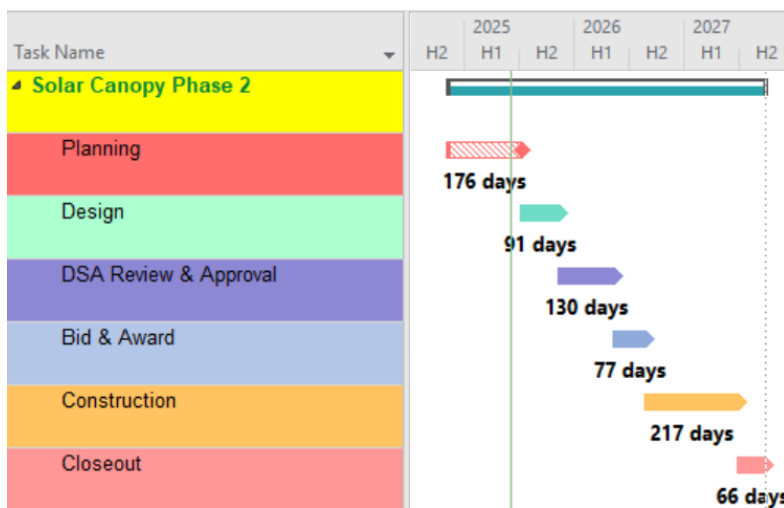 2025 2026 2027
Task Name H2 H1 H2 H1 H2 H1 H2
Solar Canopy Phase 2
Planning
176 days
Design
91 days
DSA Review & Approval
130 days
Bid & Award
77 days
Construction
217 days
Closeout
66 days